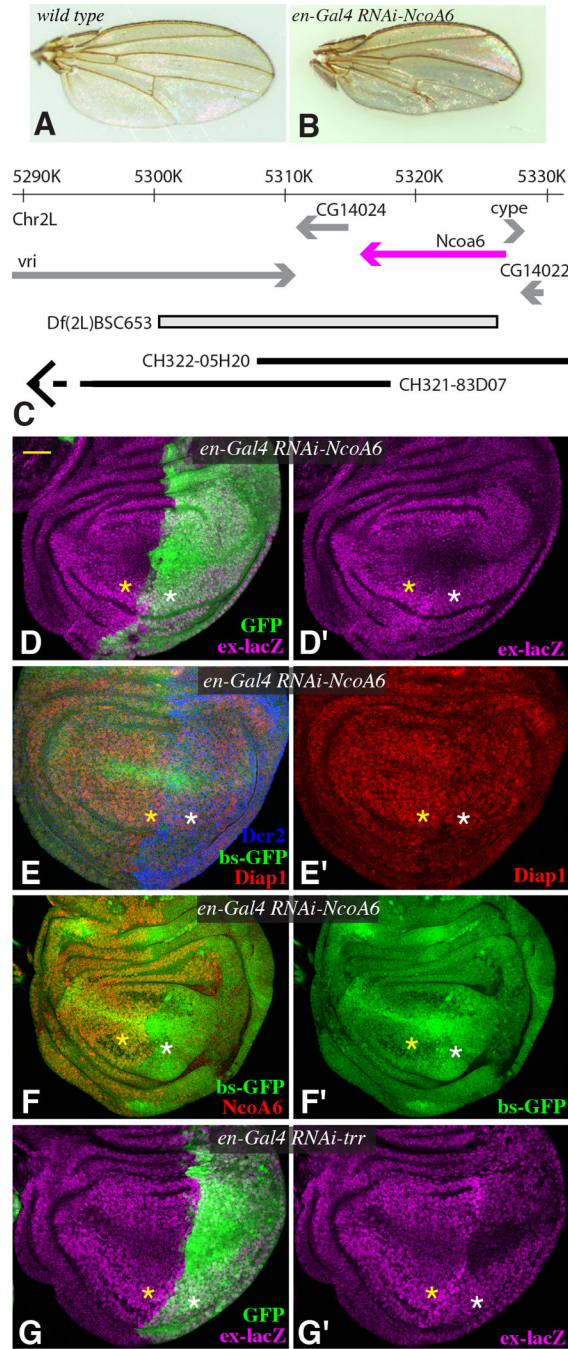 wild type
en-Gal4 RNAi-NcoA6
A
B
5290K 5300K 5310K 5320K 5330K
Chr2L
CG14024
cype
Ncoa6
vri
CG14022
Df(2L)BSC653
CH322-05H20
CH321-83D07
C
en-Gal4 RNAi-NcoA6
*
*
*
*
GFP
ex-lacZ
ex-lacZ
D
D'
en-Gal4 RNAi-NcoA6
*
*
*
*
Dcr2
bs-GFP
Diap1
Diap1
E
E'
en-Gal4 RNAi-NcoA6
*
*
*
*
bs-GFP
NcoA6
bs-GFP
F
F'
en-Gal4 RNAi-trr
*
*
*
*
GFP
ex-lacZ
ex-lacZ
G
G'